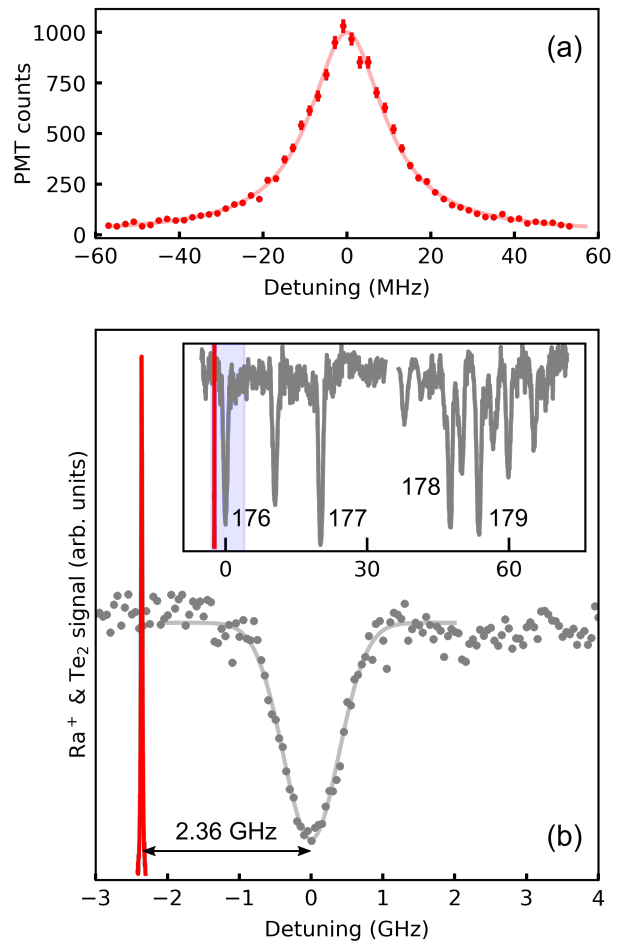 (a)
PMT counts
1000
750
500
250
0
−60 −40 −20 0 20 40 60
Detuning (MHz)
Ra⁺ & Te₂ signal (arb. units)
176
177
178
179
0 30 60
2.36 GHz
(b)
−3 −2 −1 0 1 2 3 4
Detuning (GHz)